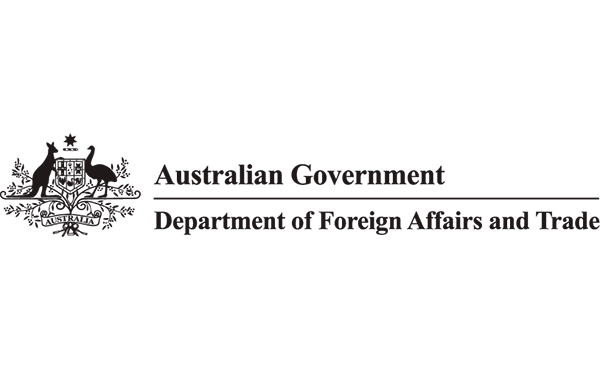 Australian Government
Department of Foreign Affairs and Trade
AUSTRALIA